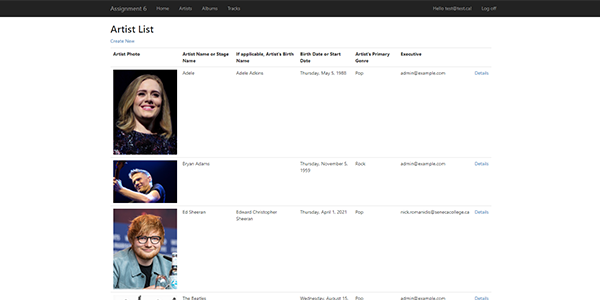 Assignment 6 Home Artists Albums Tracks Hello test@test.ca! Log off
Artist List
Create New
Artist Photo Artist Name or Stage If applicable, Artist's Birth Birth Date or Start Artist's Primary Executive
Name Name Date Genre
Adele Adele Adkins Thursday, May 5, 1988 Pop admin@example.com Details
Bryan Adams Thursday, November 5, Rock admin@example.com Details
1959
Ed Sheeran Edward Christopher Thursday, April 1, 2021 Pop nick.romanidis@senecacollege.ca Details
Sheeran
The Beatles Wednesday, August 15, Pop admin@example.com Details